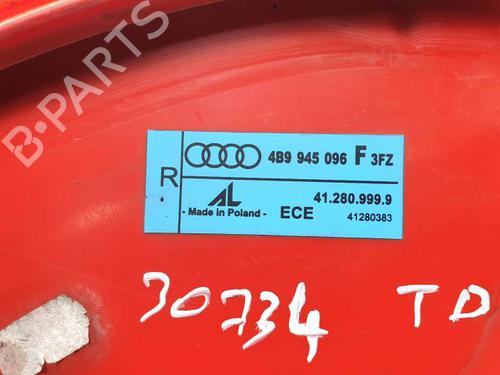 B-PARTS
4B9 945 096 F 3FZ
R
AL
41.280.999.9
- Made in Poland - ECE 41280383
30734 TD